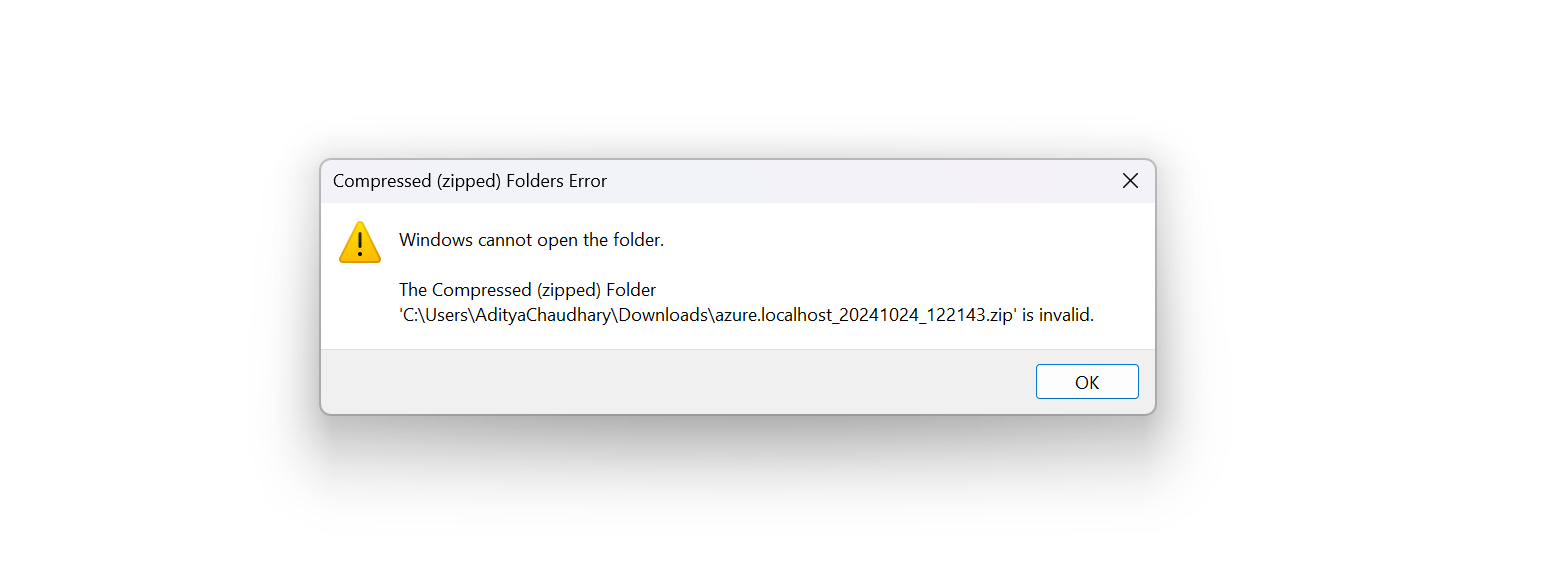 Compressed (zipped) Folders Error
Windows cannot open the folder.
The Compressed (zipped) Folder
'C:\Users\AdityaChaudhary\Downloads\azure.localhost_20241024_122143.zip' is invalid.
OK